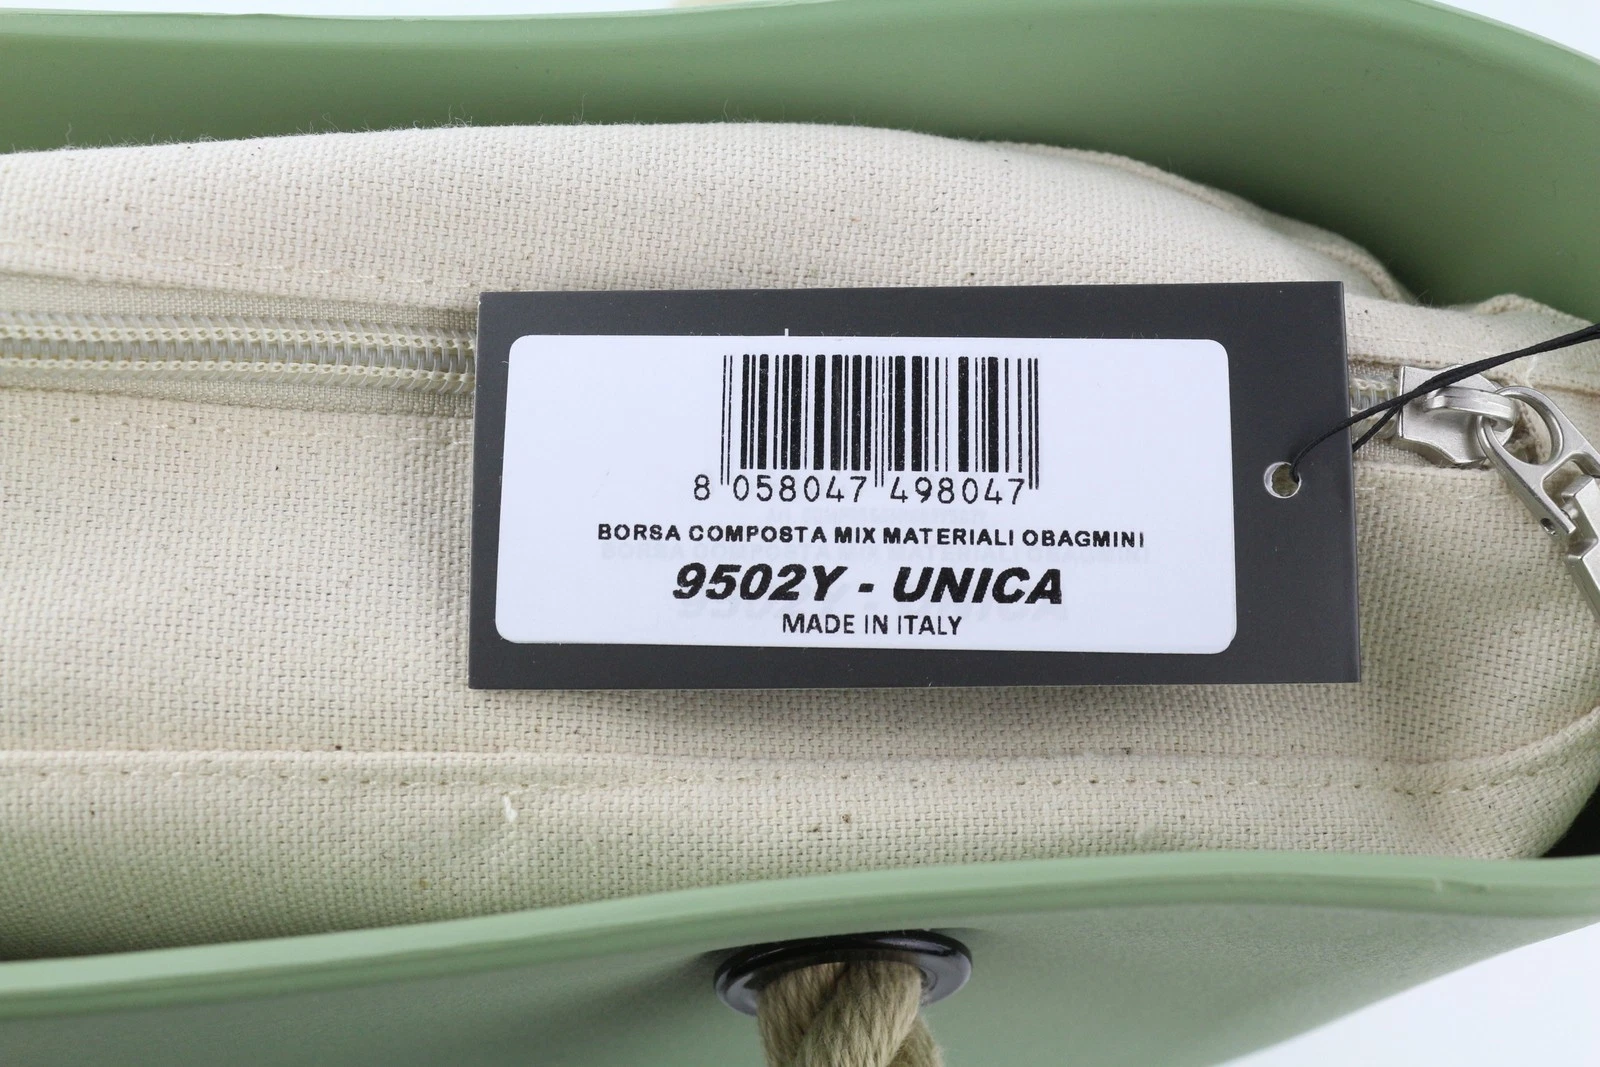 8 058047 498047
BORSA COMPOSTA MIX MATERIALI OBAGMINI
9502Y - UNICA
MADE IN ITALY